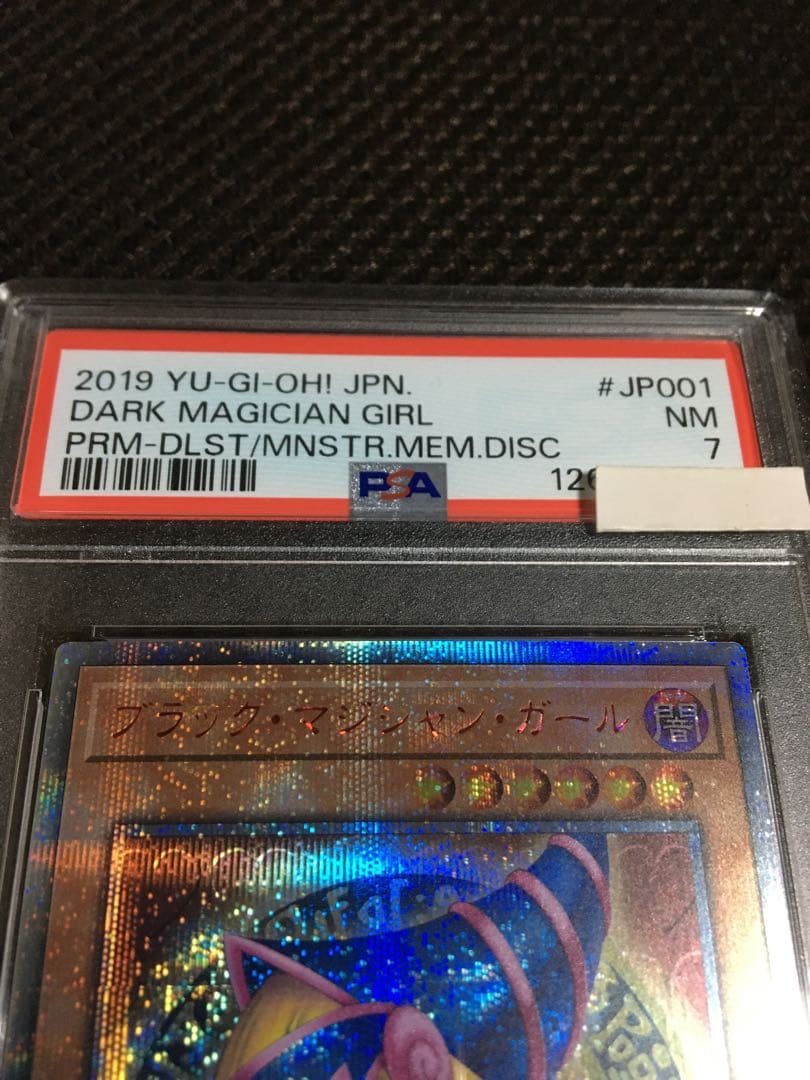 2019 YU-GI-OH! JPN. #JP001
DARK MAGICIAN GIRL NM
PRM-DLST/MNSTR.MEM.DISC 7
PSA 126
ブラック・マジシャン・ガール 闇